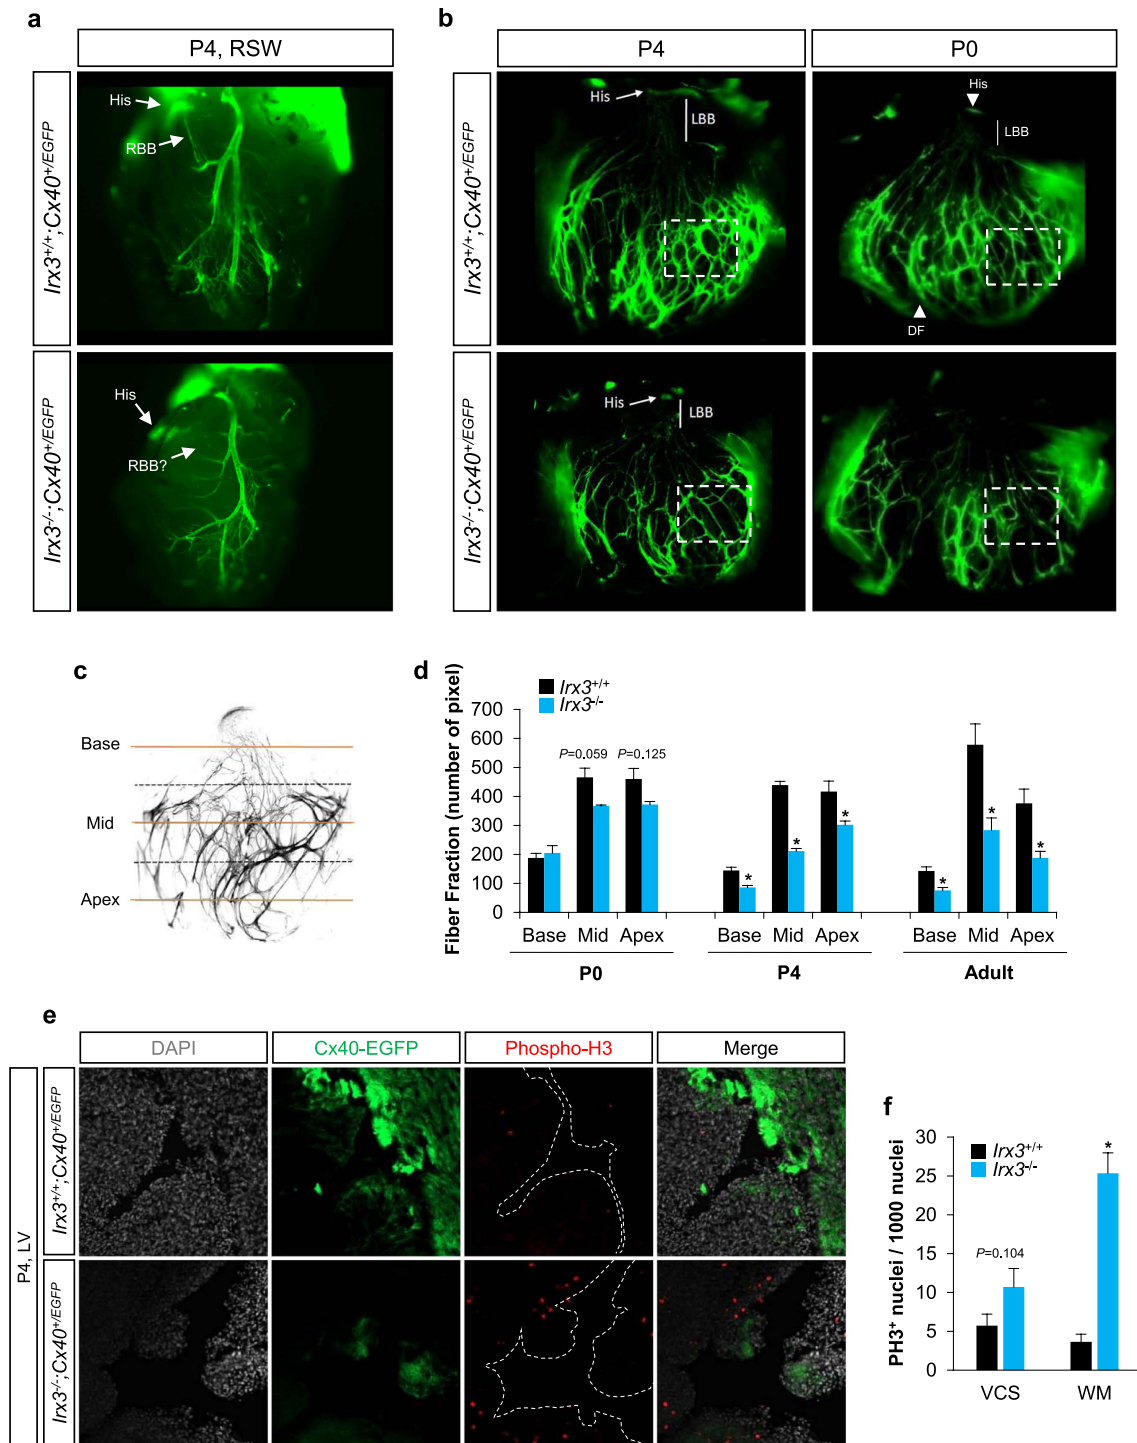 a
P4, RSW
Irx3+/+;Cx40+/EGFP
His
RBB
Irx3-/-;Cx40+/EGFP
His
RBB?
b
P4
P0
Irx3+/+;Cx40+/EGFP
His
LBB
His
LBB
DF
Irx3-/-;Cx40+/EGFP
His
LBB
c
Base
Mid
Apex
d
Fiber Fraction (number of pixel)
Irx3+/+
Irx3-/-
700
600
500
400
300
200
100
0
P=0.059
P=0.125
*
*
*
*
*
*
Base Mid Apex
Base Mid Apex
Base Mid Apex
P0
P4
Adult
e
DAPI
Cx40-EGFP
Phospho-H3
Merge
P4, LV
Irx3+/+;Cx40+/EGFP
Irx3-/-;Cx40+/EGFP
f
PH3+ nuclei / 1000 nuclei
Irx3+/+
Irx3-/-
30
25
20
15
10
5
0
P=0.104
*
VCS
WM